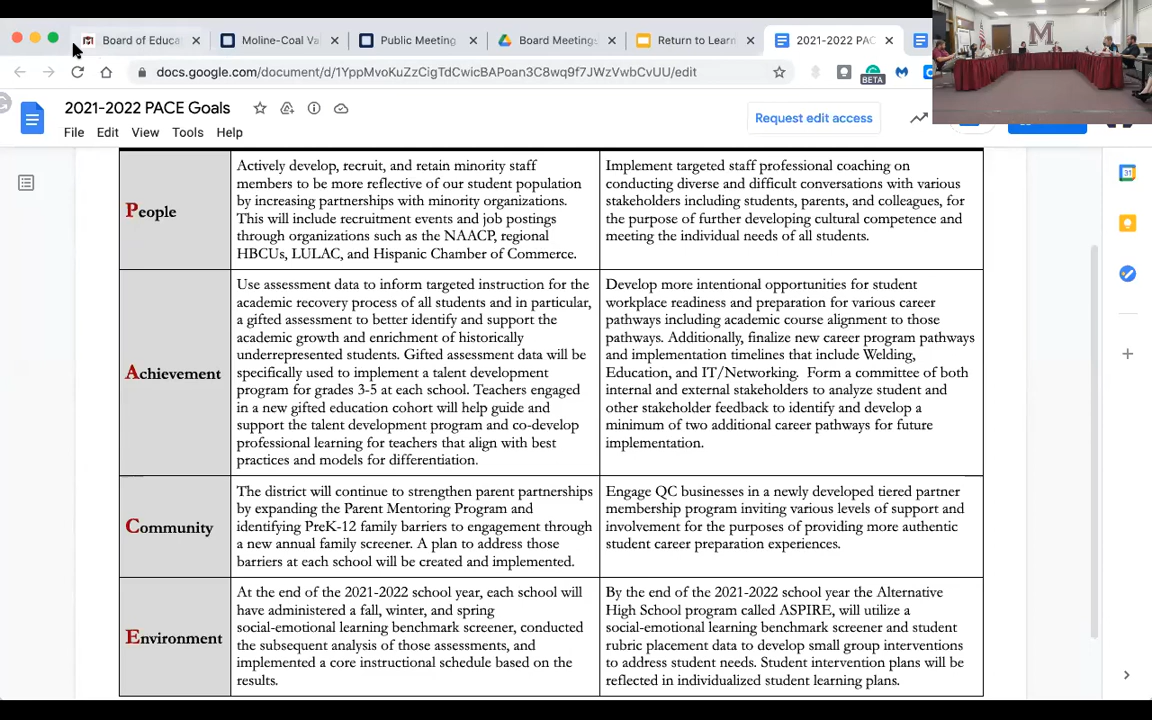 Board of Educa
Moline-Coal Va
Public Meeting
Board Meeting
Return to Learn
2021-2022 PAC
docs.google.com/document/d/1YppMvoKuZzCigTdCwicBAPoan3C8wq9f7JWzVwbCvUU/edit
BETA
2021-2022 PACE Goals
File Edit View Tools Help
Request edit access
M
31
People
Actively develop, recruit, and retain minority staff
members to be more reflective of our student population
by increasing partnerships with minority organizations.
This will include recruitment events and job postings
through organizations such as the NAACP, regional
HBCUs, LULAC, and Hispanic Chamber of Commerce.
Implement targeted staff professional coaching on
conducting diverse and difficult conversations with various
stakeholders including students, parents, and colleagues, for
the purpose of further developing cultural competence and
meeting the individual needs of all students.
Achievement
Use assessment data to inform targeted instruction for the
academic recovery process of all students and in particular,
a gifted assessment to better identify and support the
academic growth and enrichment of historically
underrepresented students. Gifted assessment data will be
specifically used to implement a talent development
program for grades 3-5 at each school. Teachers engaged
in a new gifted education cohort will help guide and
support the talent development program and co-develop
professional learning for teachers that align with best
practices and models for differentiation.
Develop more intentional opportunities for student
workplace readiness and preparation for various career
pathways including academic course alignment to those
pathways. Additionally, finalize new career program pathways
and implementation timelines that include Welding,
Education, and IT/Networking. Form a committee of both
internal and external stakeholders to analyze student and
other stakeholder feedback to identify and develop a
minimum of two additional career pathways for future
implementation.
Community
The district will continue to strengthen parent partnerships
by expanding the Parent Mentoring Program and
identifying PreK-12 family barriers to engagement through
a new annual family screener. A plan to address those
barriers at each school will be created and implemented.
Engage QC businesses in a newly developed tiered partner
membership program inviting various levels of support and
involvement for the purposes of providing more authentic
student career preparation experiences.
Environment
At the end of the 2021-2022 school year, each school will
have administered a fall, winter, and spring
social-emotional learning benchmark screener, conducted
the subsequent analysis of those assessments, and
implemented a core instructional schedule based on the
results.
By the end of the 2021-2022 school year the Alternative
High School program called ASPIRE, will utilize a
social-emotional learning benchmark screener and student
rubric placement data to develop small group interventions
to address student needs. Student intervention plans will be
reflected in individualized student learning plans.